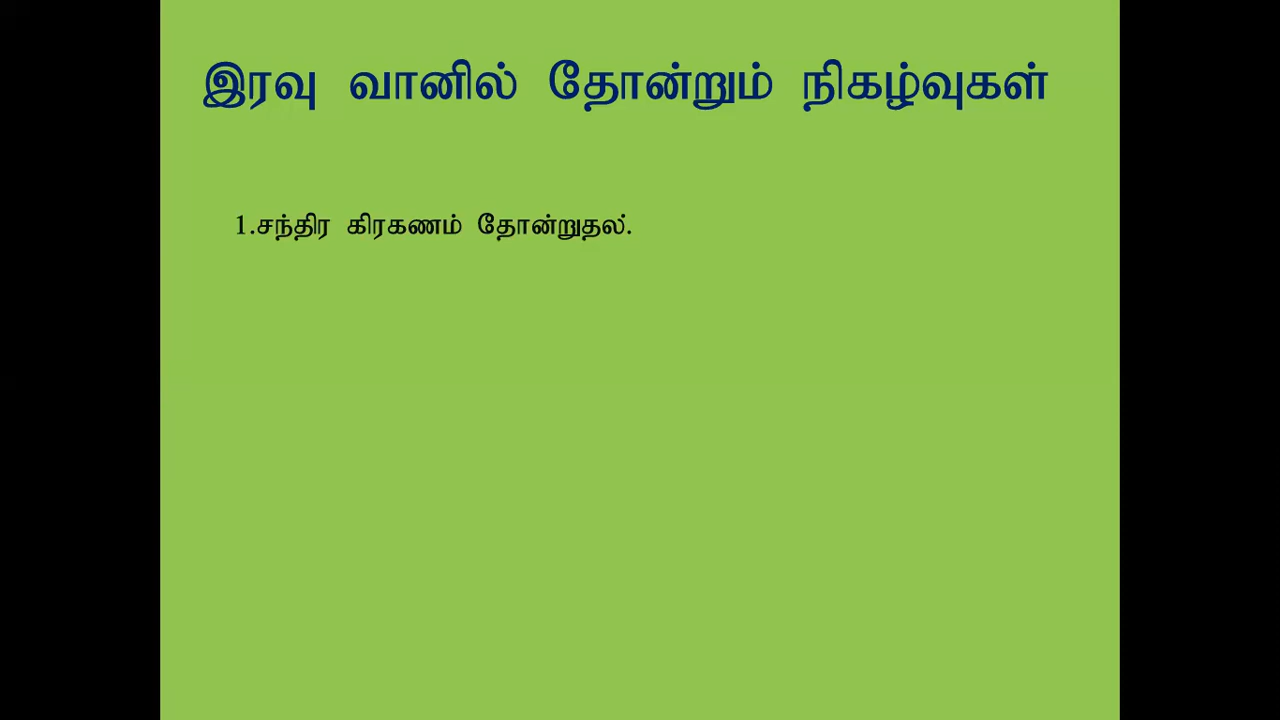 இரவு வானில் தோன்றும் நிகழ்வுகள்
1.சந்திர கிரகணம் தோன்றுதல்.